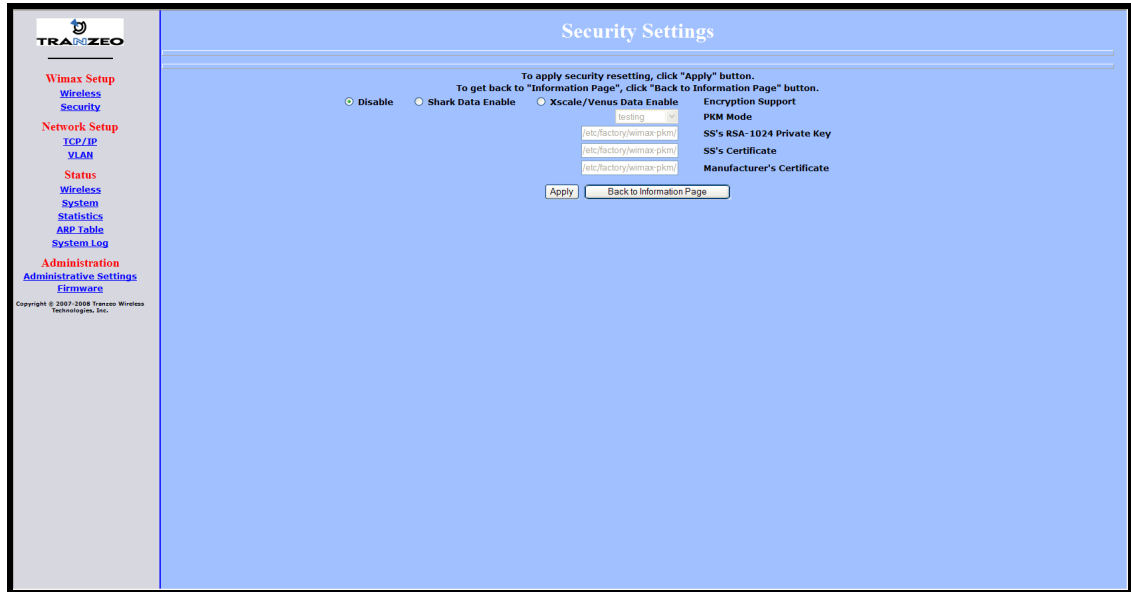 TRANZEO
Wimax Setup
Wireless
Security
Network Setup
TCP/IP
VLAN
Status
Wireless
System
Statistics
ARP Table
System Log
Administration
Administrative Settings
Firmware
Copyright © 2007-2008 Tranzeo Wireless
Technologies, Inc.
Security Settings
To apply security resetting, click "Apply" button.
To get back to "Information Page", click "Back to Information Page" button.
Disable Shark Data Enable Xscale/Venus Data Enable Encryption Support
testing PKM Mode
/etc/factory/wimax-pkm/ SS's RSA-1024 Private Key
/etc/factory/wimax-pkm/ SS's Certificate
/etc/factory/wimax-pkm/ Manufacturer's Certificate
Apply Back to Information Page